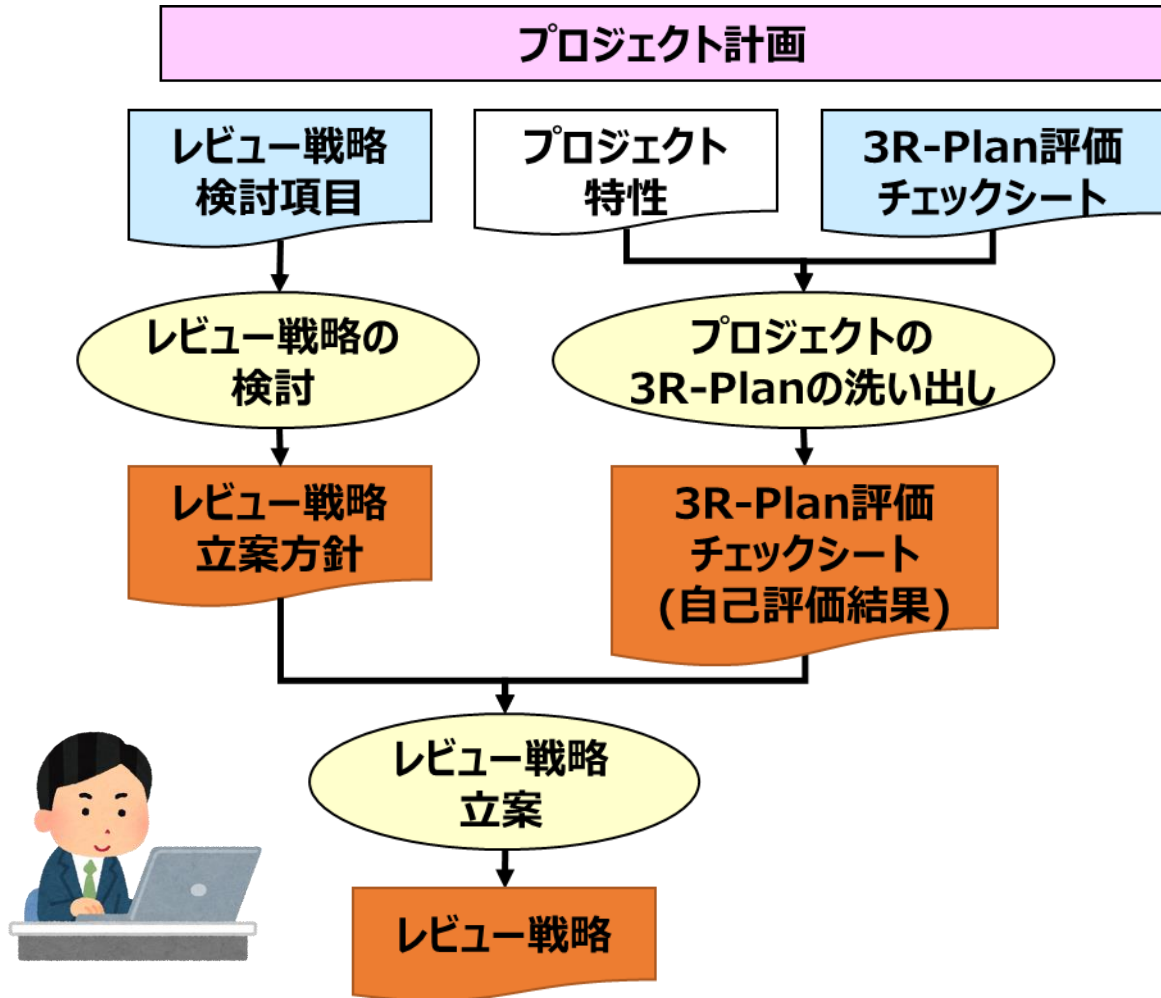 プロジェクト計画
レビュー戦略
検討項目
プロジェクト
特性
3R-Plan評価
チェックシート
レビュー戦略の
検討
プロジェクトの
3R-Planの洗い出し
レビュー戦略
立案方針
3R-Plan評価
チェックシート
(自己評価結果)
レビュー戦略
立案
レビュー戦略